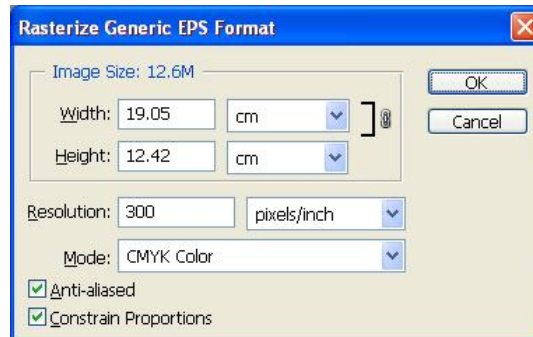 Rasterize Generic EPS Format
Image Size: 12.6M
OK
Width: 19.05 cm
Cancel
Height: 12.42 cm
Resolution: 300 pixels/inch
Mode: CMYK Color
Anti-aliased
Constrain Proportions